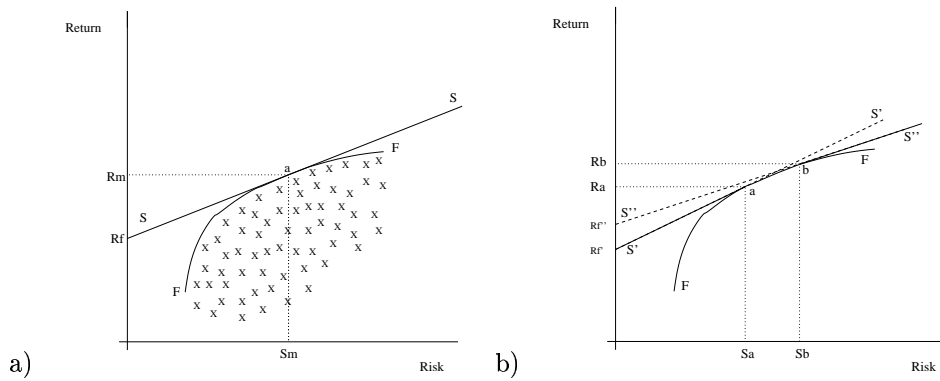 Return
S
F
a
Rm
S
Rf
F
Sm
Risk
a)
Return
S'
S''
Rb
F
b
Ra
a
S''
Rf''
Rf'
S'
F
Sa
Sb
Risk
b)